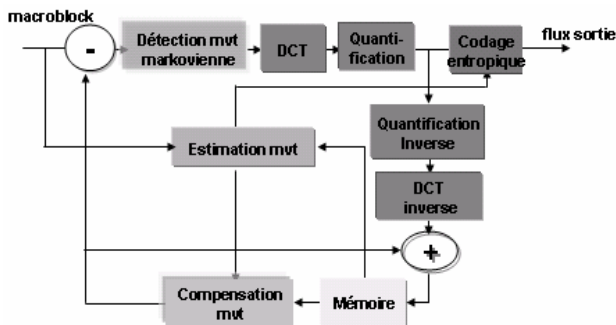 macroblock
-
Détection mvt
markovienne
DCT
Quanti-
fication
Codage
entropique
flux sortie
Estimation mvt
Quantification
Inverse
DCT
inverse
+
Compensation
mvt
Mémoire